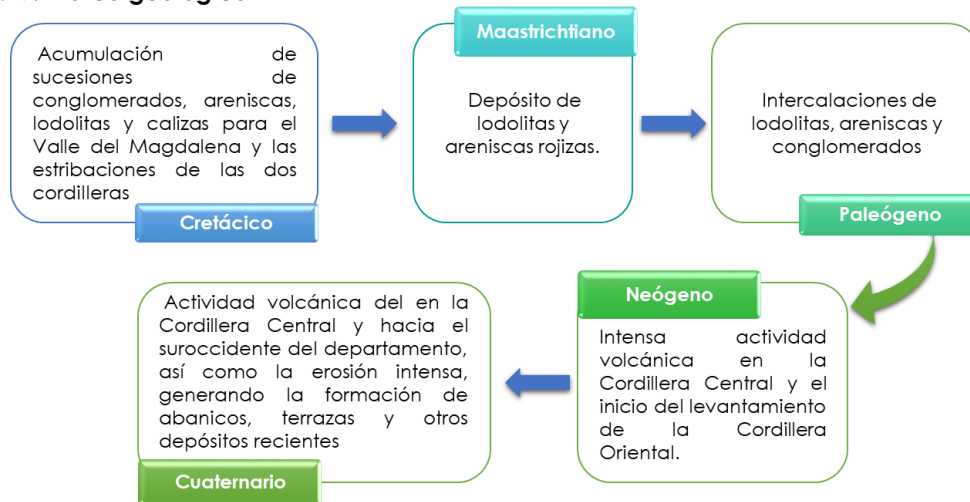 Acumulación de
sucesiones de
conglomerados, areniscas,
lodolitas y calizas para el
Valle del Magdalena y las
estribaciones de las dos
cordilleras
Cretácico
Maastrichtiano
Depósito de
lodolitas y
areniscas rojizas.
Intercalaciones de
lodolitas, areniscas y
conglomerados
Paleógeno
Neógeno
Intensa actividad
volcánica en la
Cordillera Central y el
inicio del levantamiento
de la Cordillera
Oriental.
Actividad volcánica del en la
Cordillera Central y hacia el
suroccidente del departamento,
así como la erosión intensa,
generando la formación de
abanicos, terrazas y otros
depósitos recientes
Cuaternario